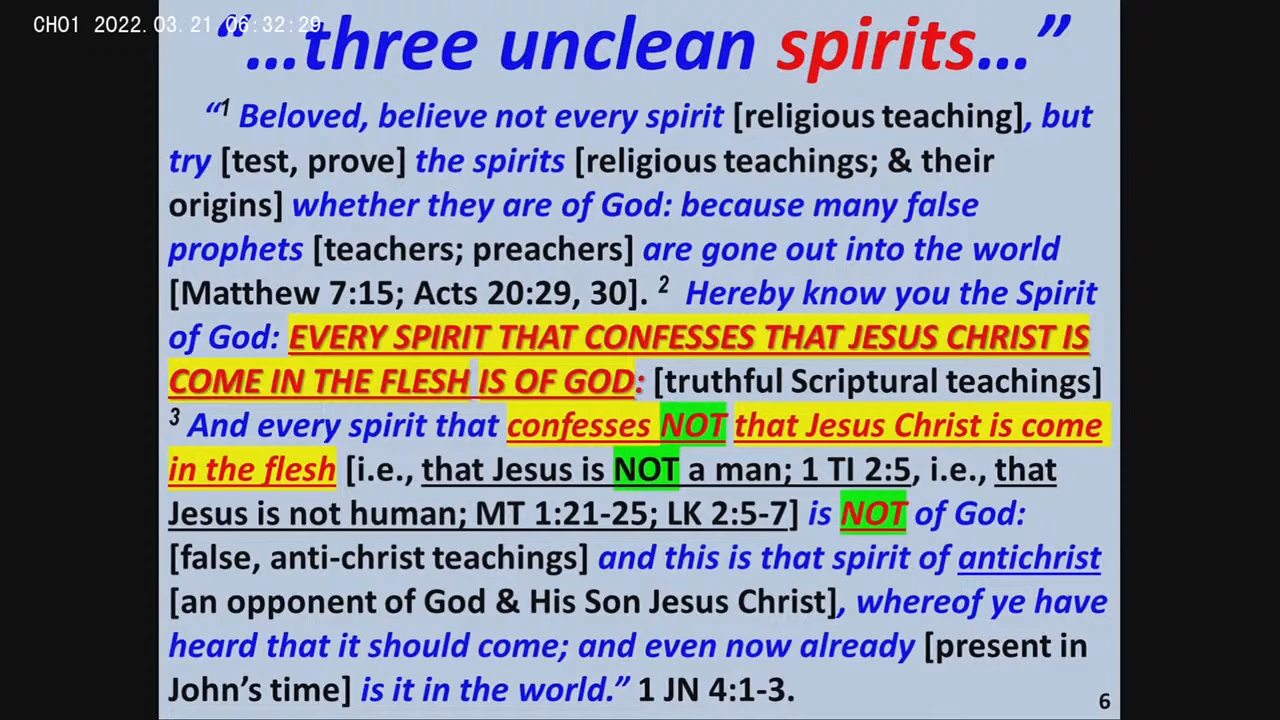 CH01 2022.03.21 06:32:29
“…three unclean spirits…”
“1 Beloved, believe not every spirit [religious teaching], but
try [test, prove] the spirits [religious teachings; & their
origins] whether they are of God: because many false
prophets [teachers; preachers] are gone out into the world
[Matthew 7:15; Acts 20:29, 30]. 2 Hereby know you the Spirit
of God: EVERY SPIRIT THAT CONFESSES THAT JESUS CHRIST IS
COME IN THE FLESH IS OF GOD: [truthful Scriptural teachings]
3 And every spirit that confesses NOT that Jesus Christ is come
in the flesh [i.e., that Jesus is NOT a man; 1 TI 2:5, i.e., that
Jesus is not human; MT 1:21-25; LK 2:5-7] is NOT of God:
[false, anti-christ teachings] and this is that spirit of antichrist
[an opponent of God & His Son Jesus Christ], whereof ye have
heard that it should come; and even now already [present in
John’s time] is it in the world.” 1 JN 4:1-3.
6